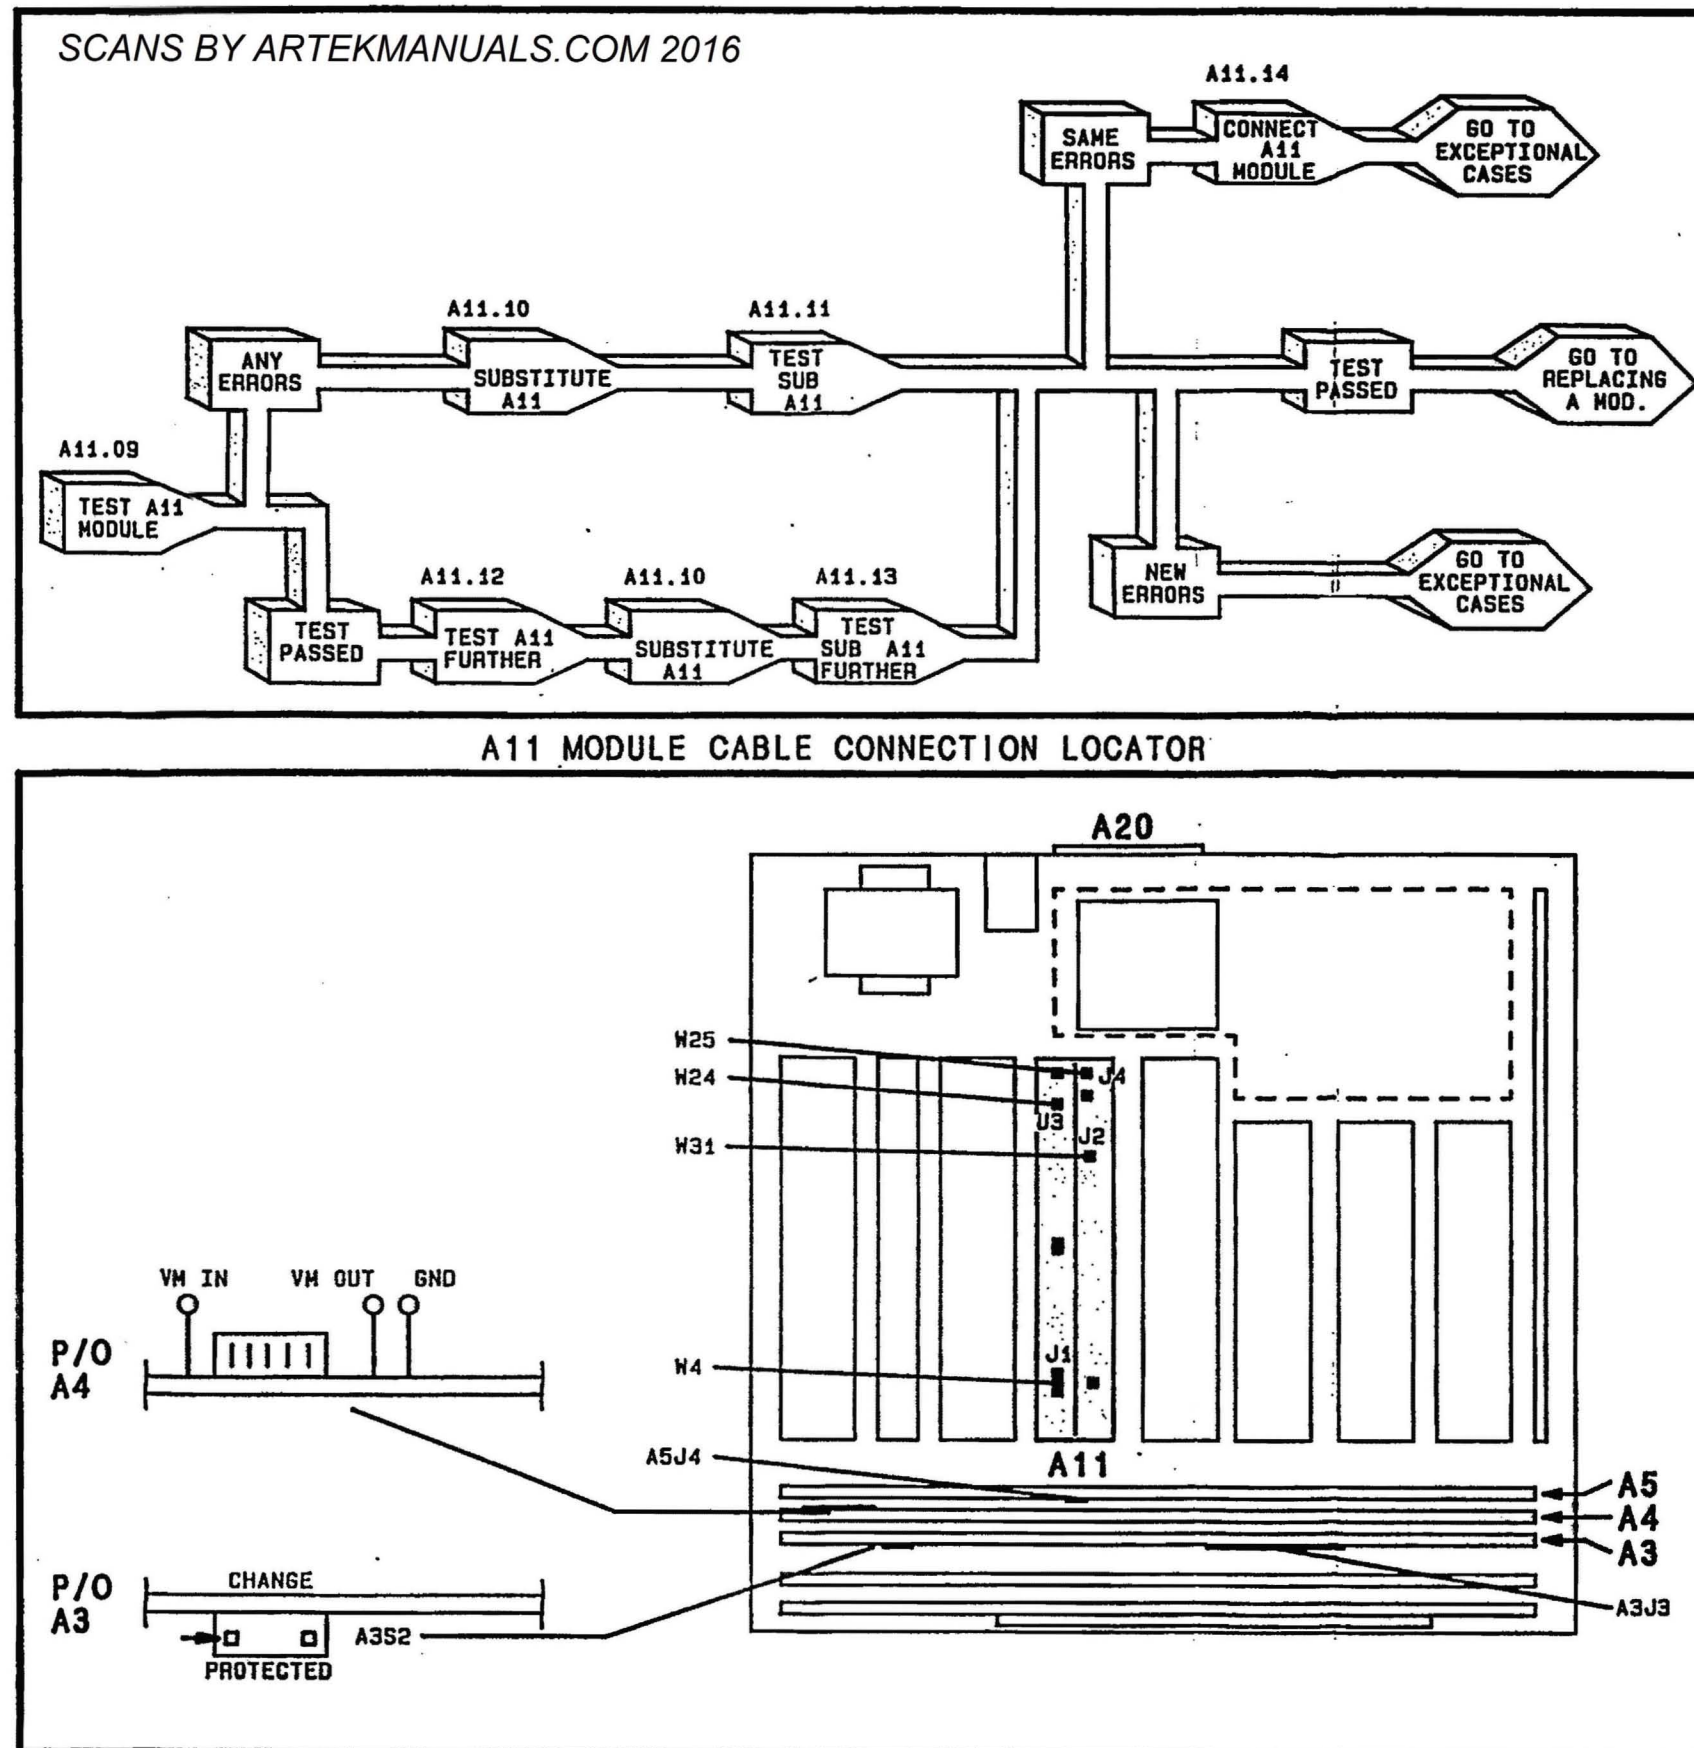 SCANS BY ARTEKMANUALS.COM 2016
A11.14
SAME
ERRORS
CONNECT
A11
MODULE
GO TO
EXCEPTIONAL
CASES
A11.10
A11.11
ANY
ERRORS
SUBSTITUTE
A11
TEST
SUB
A11
TEST
PASSED
GO TO
REPLACING
A MOD.
A11.09
TEST A11
MODULE
A11.12
A11.10
A11.13
NEW
ERRORS
GO TO
EXCEPTIONAL
CASES
TEST
PASSED
TEST A11
FURTHER
SUBSTITUTE
A11
TEST
SUB A11
FURTHER
A11 MODULE CABLE CONNECTION LOCATOR
A20
W25
J4
W24
U3
J2
W31
VM IN
VM OUT
GND
P/O
A4
W4
J1
A5J4
A11
A5
A4
A3
P/O
A3
CHANGE
A3S2
PROTECTED
A3J3